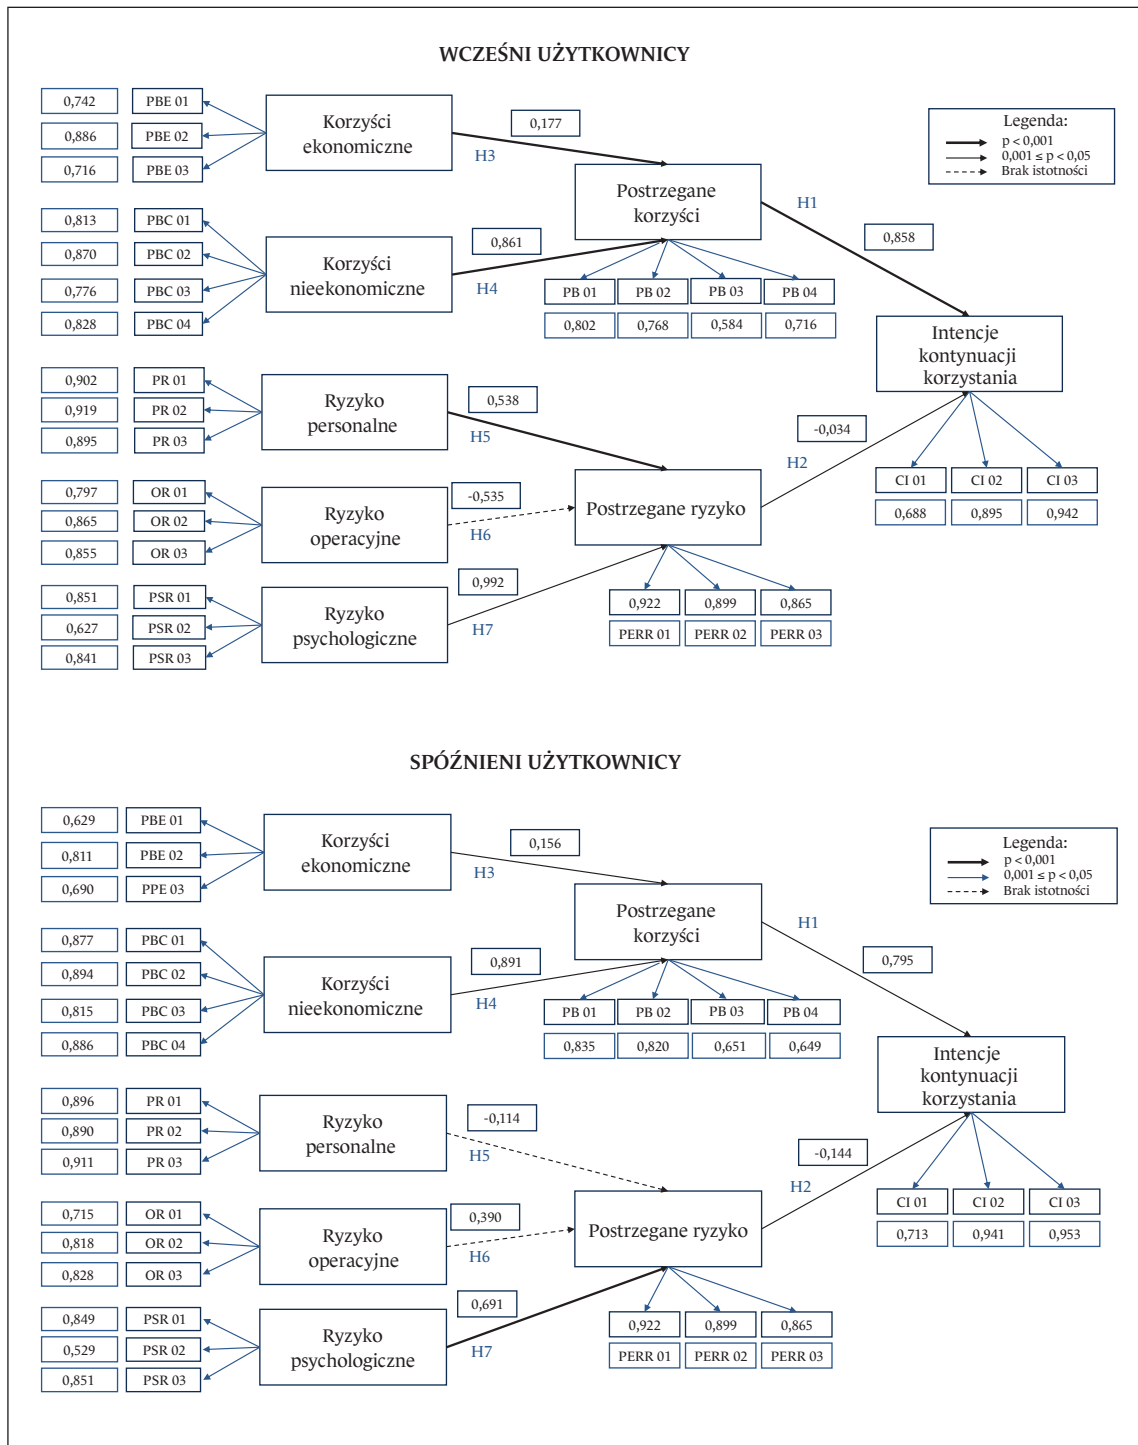 WCZEŚNI UŻYTKOWNICY
0,742 PBE 01
0,886 PBE 02
0,716 PBE 03
Korzyści
ekonomiczne
0,177
H3
0,813 PBC 01
0,870 PBC 02
0,776 PBC 03
0,828 PBC 04
Korzyści
nieekonomiczne
0,861
H4
Postrzegane
korzyści
PB 01 PB 02 PB 03 PB 04
0,802 0,768 0,584 0,716
Legenda:
p < 0,001
0,001 ≤ p < 0,05
Brak istotności
H1
0,858
Intencje
kontynuacji
korzystania
CI 01 CI 02 CI 03
0,688 0,895 0,942
0,902 PR 01
0,919 PR 02
0,895 PR 03
Ryzyko
personalne
0,538
H5
0,797 OR 01
0,865 OR 02
0,855 OR 03
Ryzyko
operacyjne
-0,535
H6
0,851 PSR 01
0,627 PSR 02
0,841 PSR 03
Ryzyko
psychologiczne
0,992
H7
Postrzegane ryzyko
-0,034
H2
0,922 0,899 0,865
PERR 01 PERR 02 PERR 03
SPÓŹNIENI UŻYTKOWNICY
0,629 PBE 01
0,811 PBE 02
0,690 PPE 03
Korzyści
ekonomiczne
0,156
H3
0,877 PBC 01
0,894 PBC 02
0,815 PBC 03
0,886 PBC 04
Korzyści
nieekonomiczne
0,891
H4
Postrzegane
korzyści
PB 01 PB 02 PB 03 PB 04
0,835 0,820 0,651 0,649
Legenda:
p < 0,001
0,001 ≤ p < 0,05
Brak istotności
H1
0,795
Intencje
kontynuacji
korzystania
CI 01 CI 02 CI 03
0,713 0,941 0,953
0,896 PR 01
0,890 PR 02
0,911 PR 03
Ryzyko
personalne
-0,114
H5
0,715 OR 01
0,818 OR 02
0,828 OR 03
Ryzyko
operacyjne
0,390
H6
0,849 PSR 01
0,529 PSR 02
0,851 PSR 03
Ryzyko
psychologiczne
0,691
H7
Postrzegane ryzyko
-0,144
H2
0,922 0,899 0,865
PERR 01 PERR 02 PERR 03